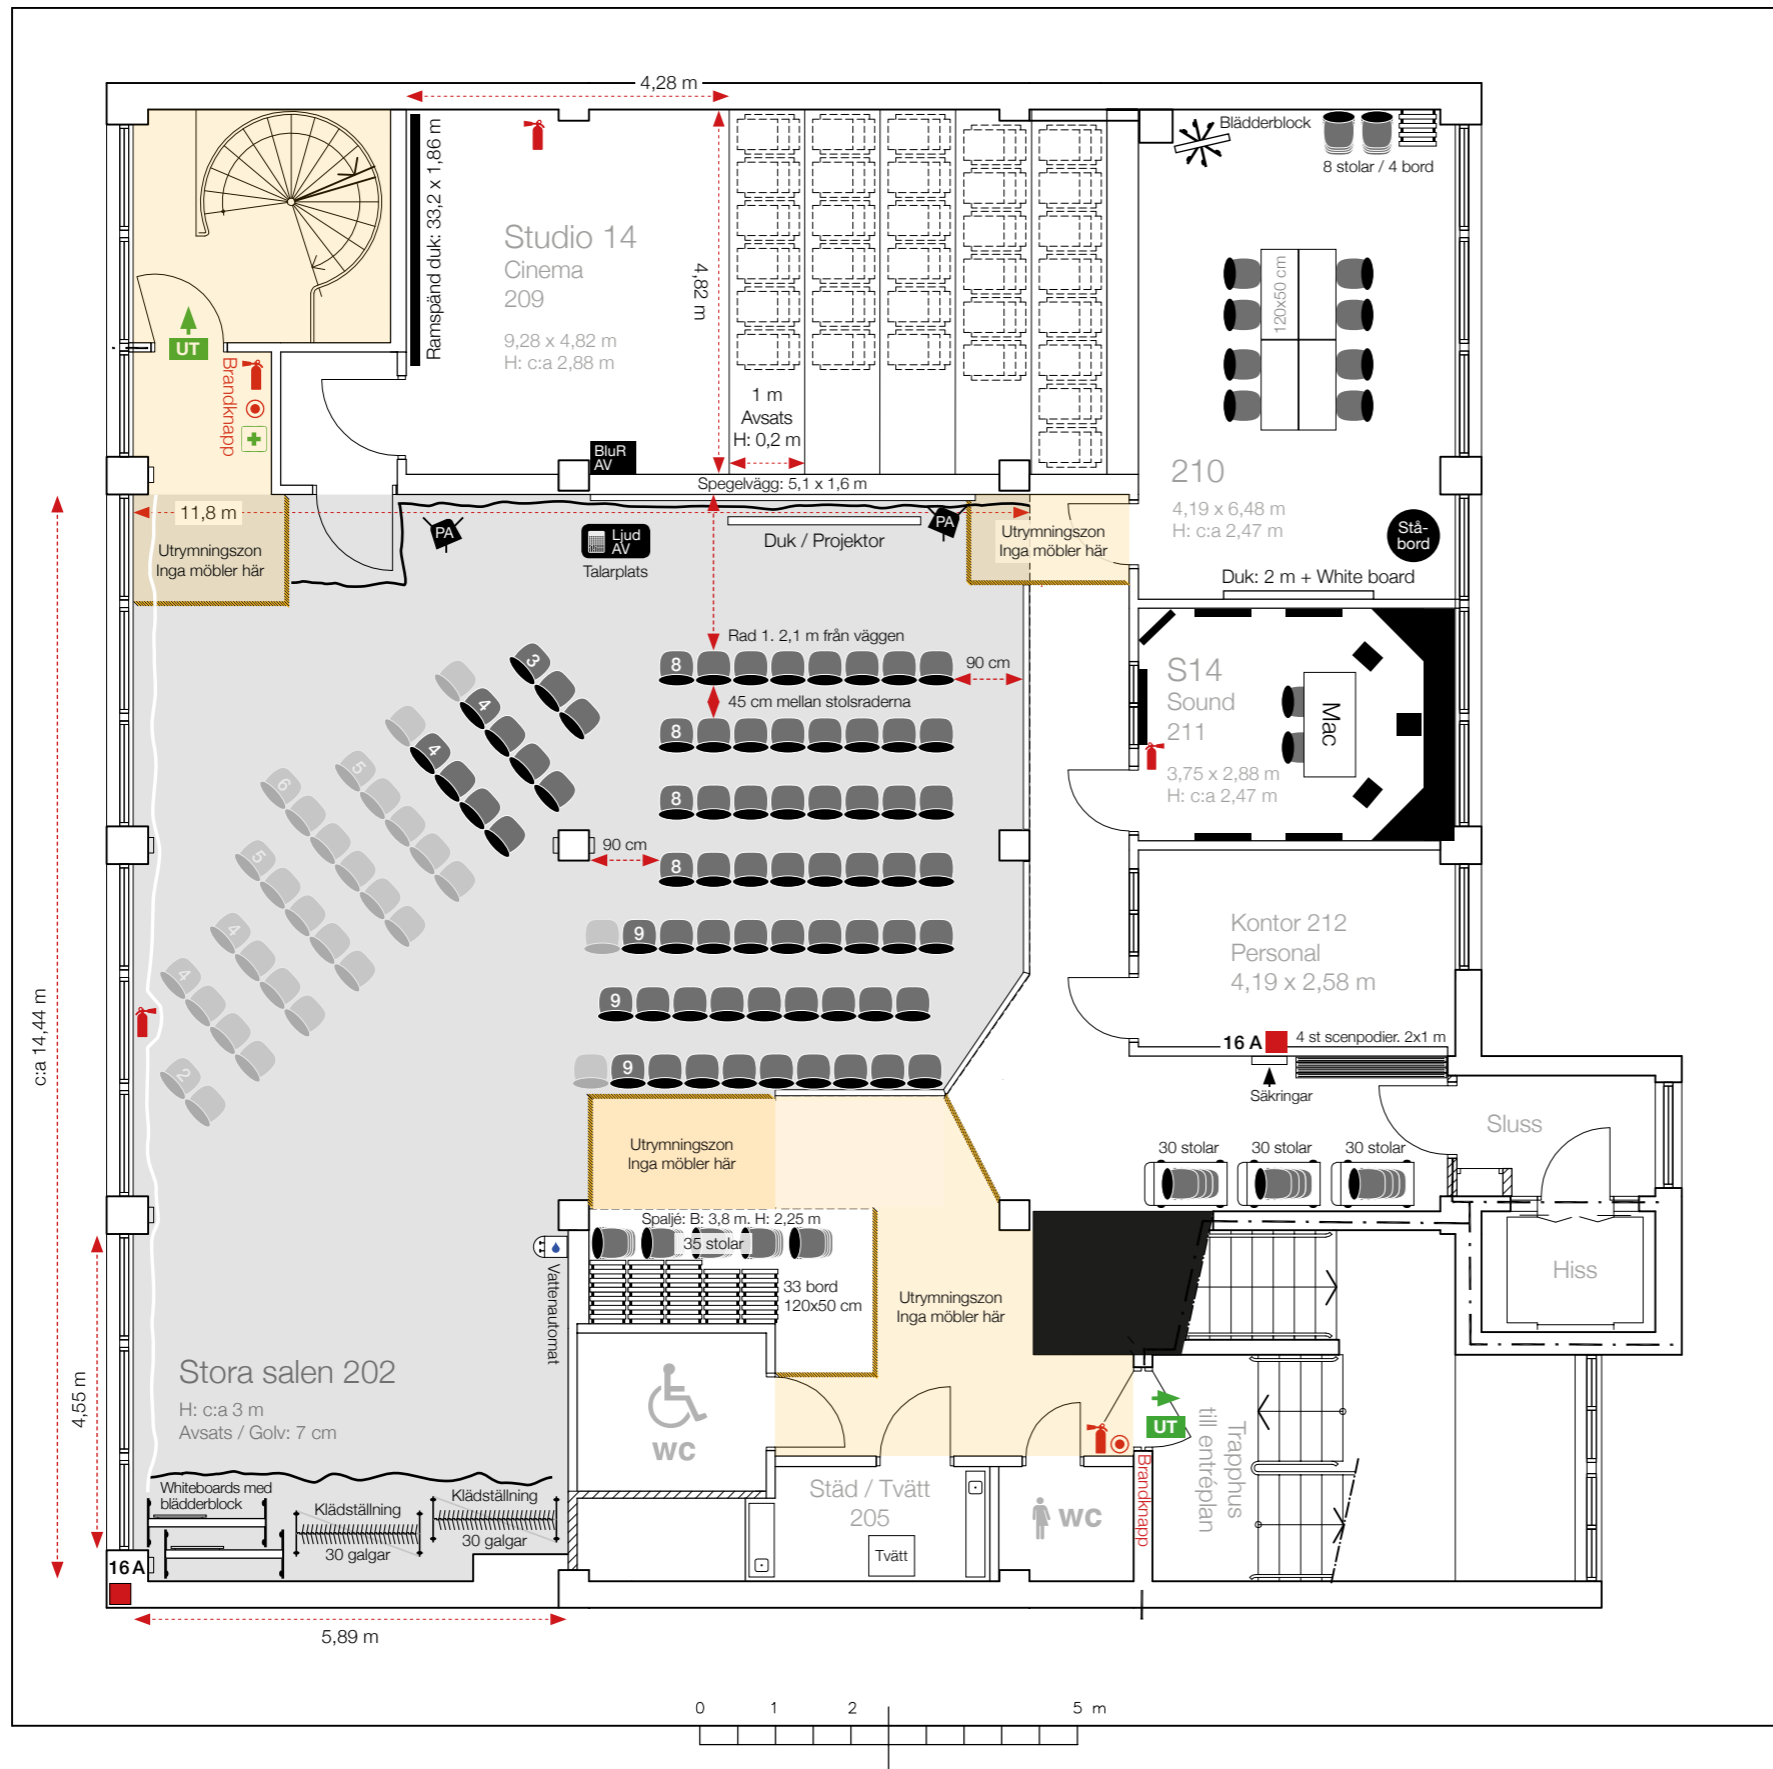 4,28 m
Ramspänd duk: 33,2 x 1,86 m
Studio 14
Cinema
209
9,28 x 4,82 m
H: c:a 2,88 m
4,82 m
1 m
Avsats
H: 0,2 m
BluR
AV
Spegelvägg: 5,1 x 1,6 m
Blädderblock
8 stolar / 4 bord
120x50 cm
210
4,19 x 6,48 m
H: c:a 2,47 m
Stå-
bord
Duk: 2 m + White board
UT
Brandknapp
11,8 m
Utrymningszon
Inga möbler här
PA
Ljud
AV
Talarplats
Duk / Projektor
PA
Utrymningszon
Inga möbler här
Rad 1. 2,1 m från väggen
8
90 cm
45 cm mellan stolsraderna
8
8
90 cm
8
9
9
9
3
4
4
5
6
5
4
4
2
S14
Sound
211
3,75 x 2,88 m
H: c:a 2,47 m
Mac
Kontor 212
Personal
4,19 x 2,58 m
16 A
4 st scenpodier. 2x1 m
Säkringar
Sluss
30 stolar
30 stolar
30 stolar
Hiss
c:a 14,44 m
Utrymningszon
Inga möbler här
Spaljé: B: 3,8 m. H: 2,25 m
35 stolar
33 bord
120x50 cm
Vattenautomat
Utrymningszon
Inga möbler här
4,55 m
Stora salen 202
H: c:a 3 m
Avsats / Golv: 7 cm
wc
UT
Brandknapp
Trapphus
till entréplan
Whiteboards med
blädderblock
Klädställning
30 galgar
Klädställning
30 galgar
Städ / Tvätt
205
Tvätt
wc
16 A
5,89 m
0 1 2 5 m